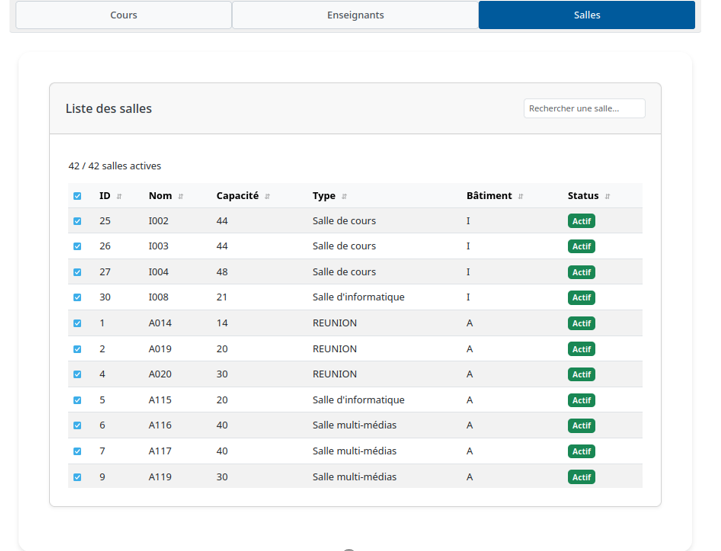 Cours Enseignants Salles
Liste des salles Rechercher une salle...
42 / 42 salles actives
ID Nom Capacité Type Bâtiment Status
25 I002 44 Salle de cours I Actif
26 I003 44 Salle de cours I Actif
27 I004 48 Salle de cours I Actif
30 I008 21 Salle d'informatique I Actif
1 A014 14 REUNION A Actif
2 A019 20 REUNION A Actif
4 A020 30 REUNION A Actif
5 A115 20 Salle d'informatique A Actif
6 A116 40 Salle multi-médias A Actif
7 A117 40 Salle multi-médias A Actif
9 A119 30 Salle multi-médias A Actif